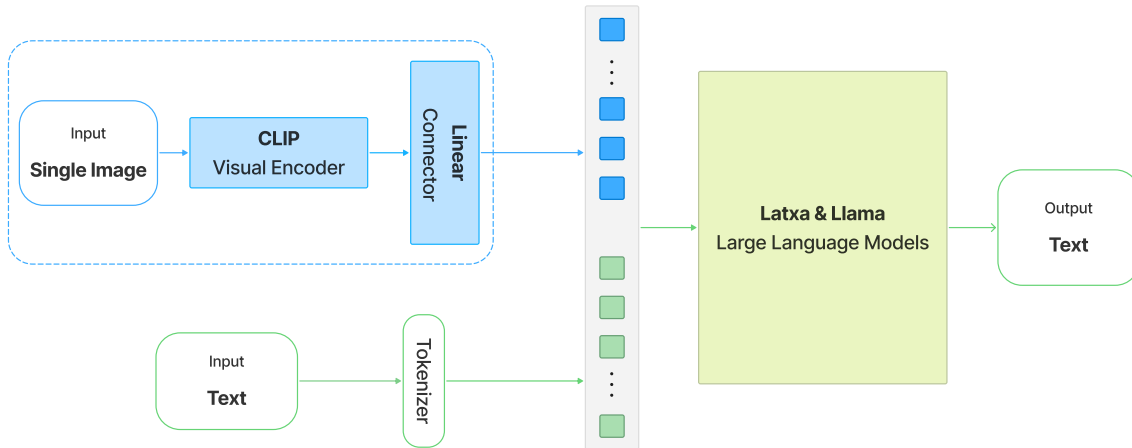 Input
Single Image
CLIP
Visual Encoder
Linear
Connector
Input
Text
Tokenizer
Latxa & Llama
Large Language Models
Output
Text